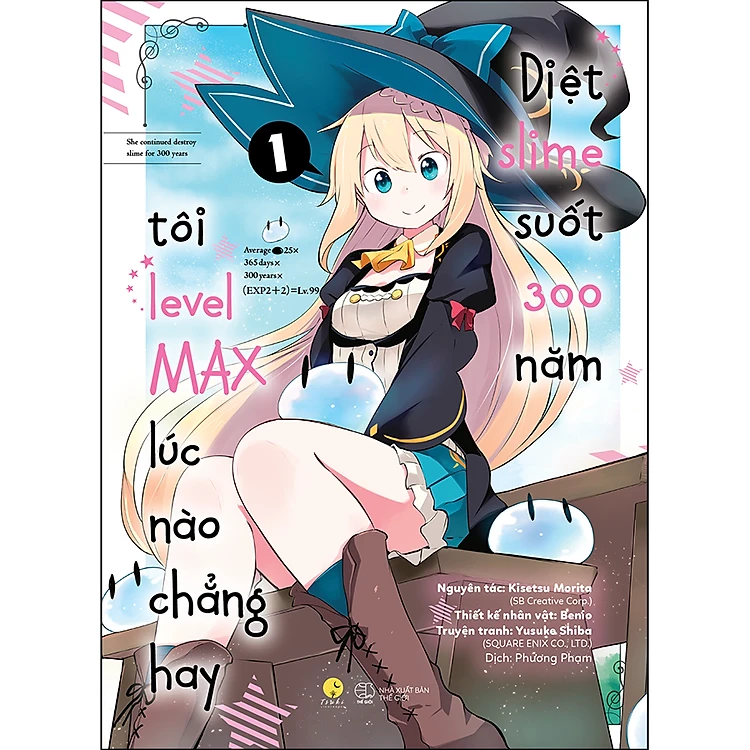 Diệt
slime
suốt
300
năm
She continued destroy
slime for 300 years
1
tôi
level
MAX
lúc
nào
chẳng
hay
Average 25×
365 days×
300 years×
(EXP2+2)=Lv.99
Nguyên tác: Kisetsu Morita
(SB Creative Corp.)
Thiết kế nhân vật: Benio
Truyện tranh: Yusuke Shiba
(SQUARE ENIX CO., LTD.)
Dịch: Phương Phạm
Tsuki
THẾ GIỚI
NHÀ XUẤT BẢN
THẾ GIỚI